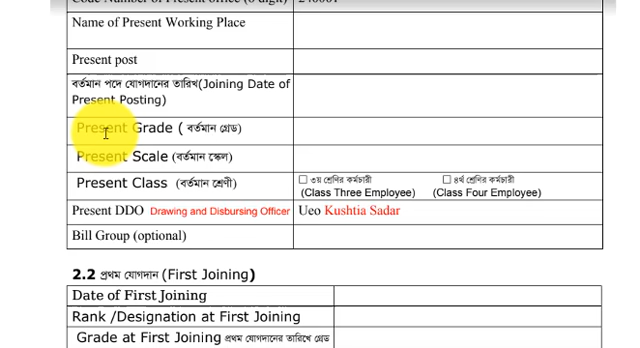 Code Number of Present office (6 digit) 240001
Name of Present Working Place
Present post
বর্তমান পদে যোগদানের তারিখ(Joining Date of
Present Posting)
Present Grade ( বর্তমান গ্রেড)
Present Scale (বর্তমান স্কেল)
Present Class (বর্তমান শ্রেণী) ☐ ৩য় শ্রেণির কর্মচারী ☐ ৪র্থ শ্রেণির কর্মচারী
(Class Three Employee) (Class Four Employee)
Present DDO Drawing and Disbursing Officer Ueo Kushtia Sadar
Bill Group (optional)
2.2 প্রথম যোগদান (First Joining)
Date of First Joining
Rank /Designation at First Joining
Grade at First Joining প্রথম যোগদানের তারিখে গ্রেড